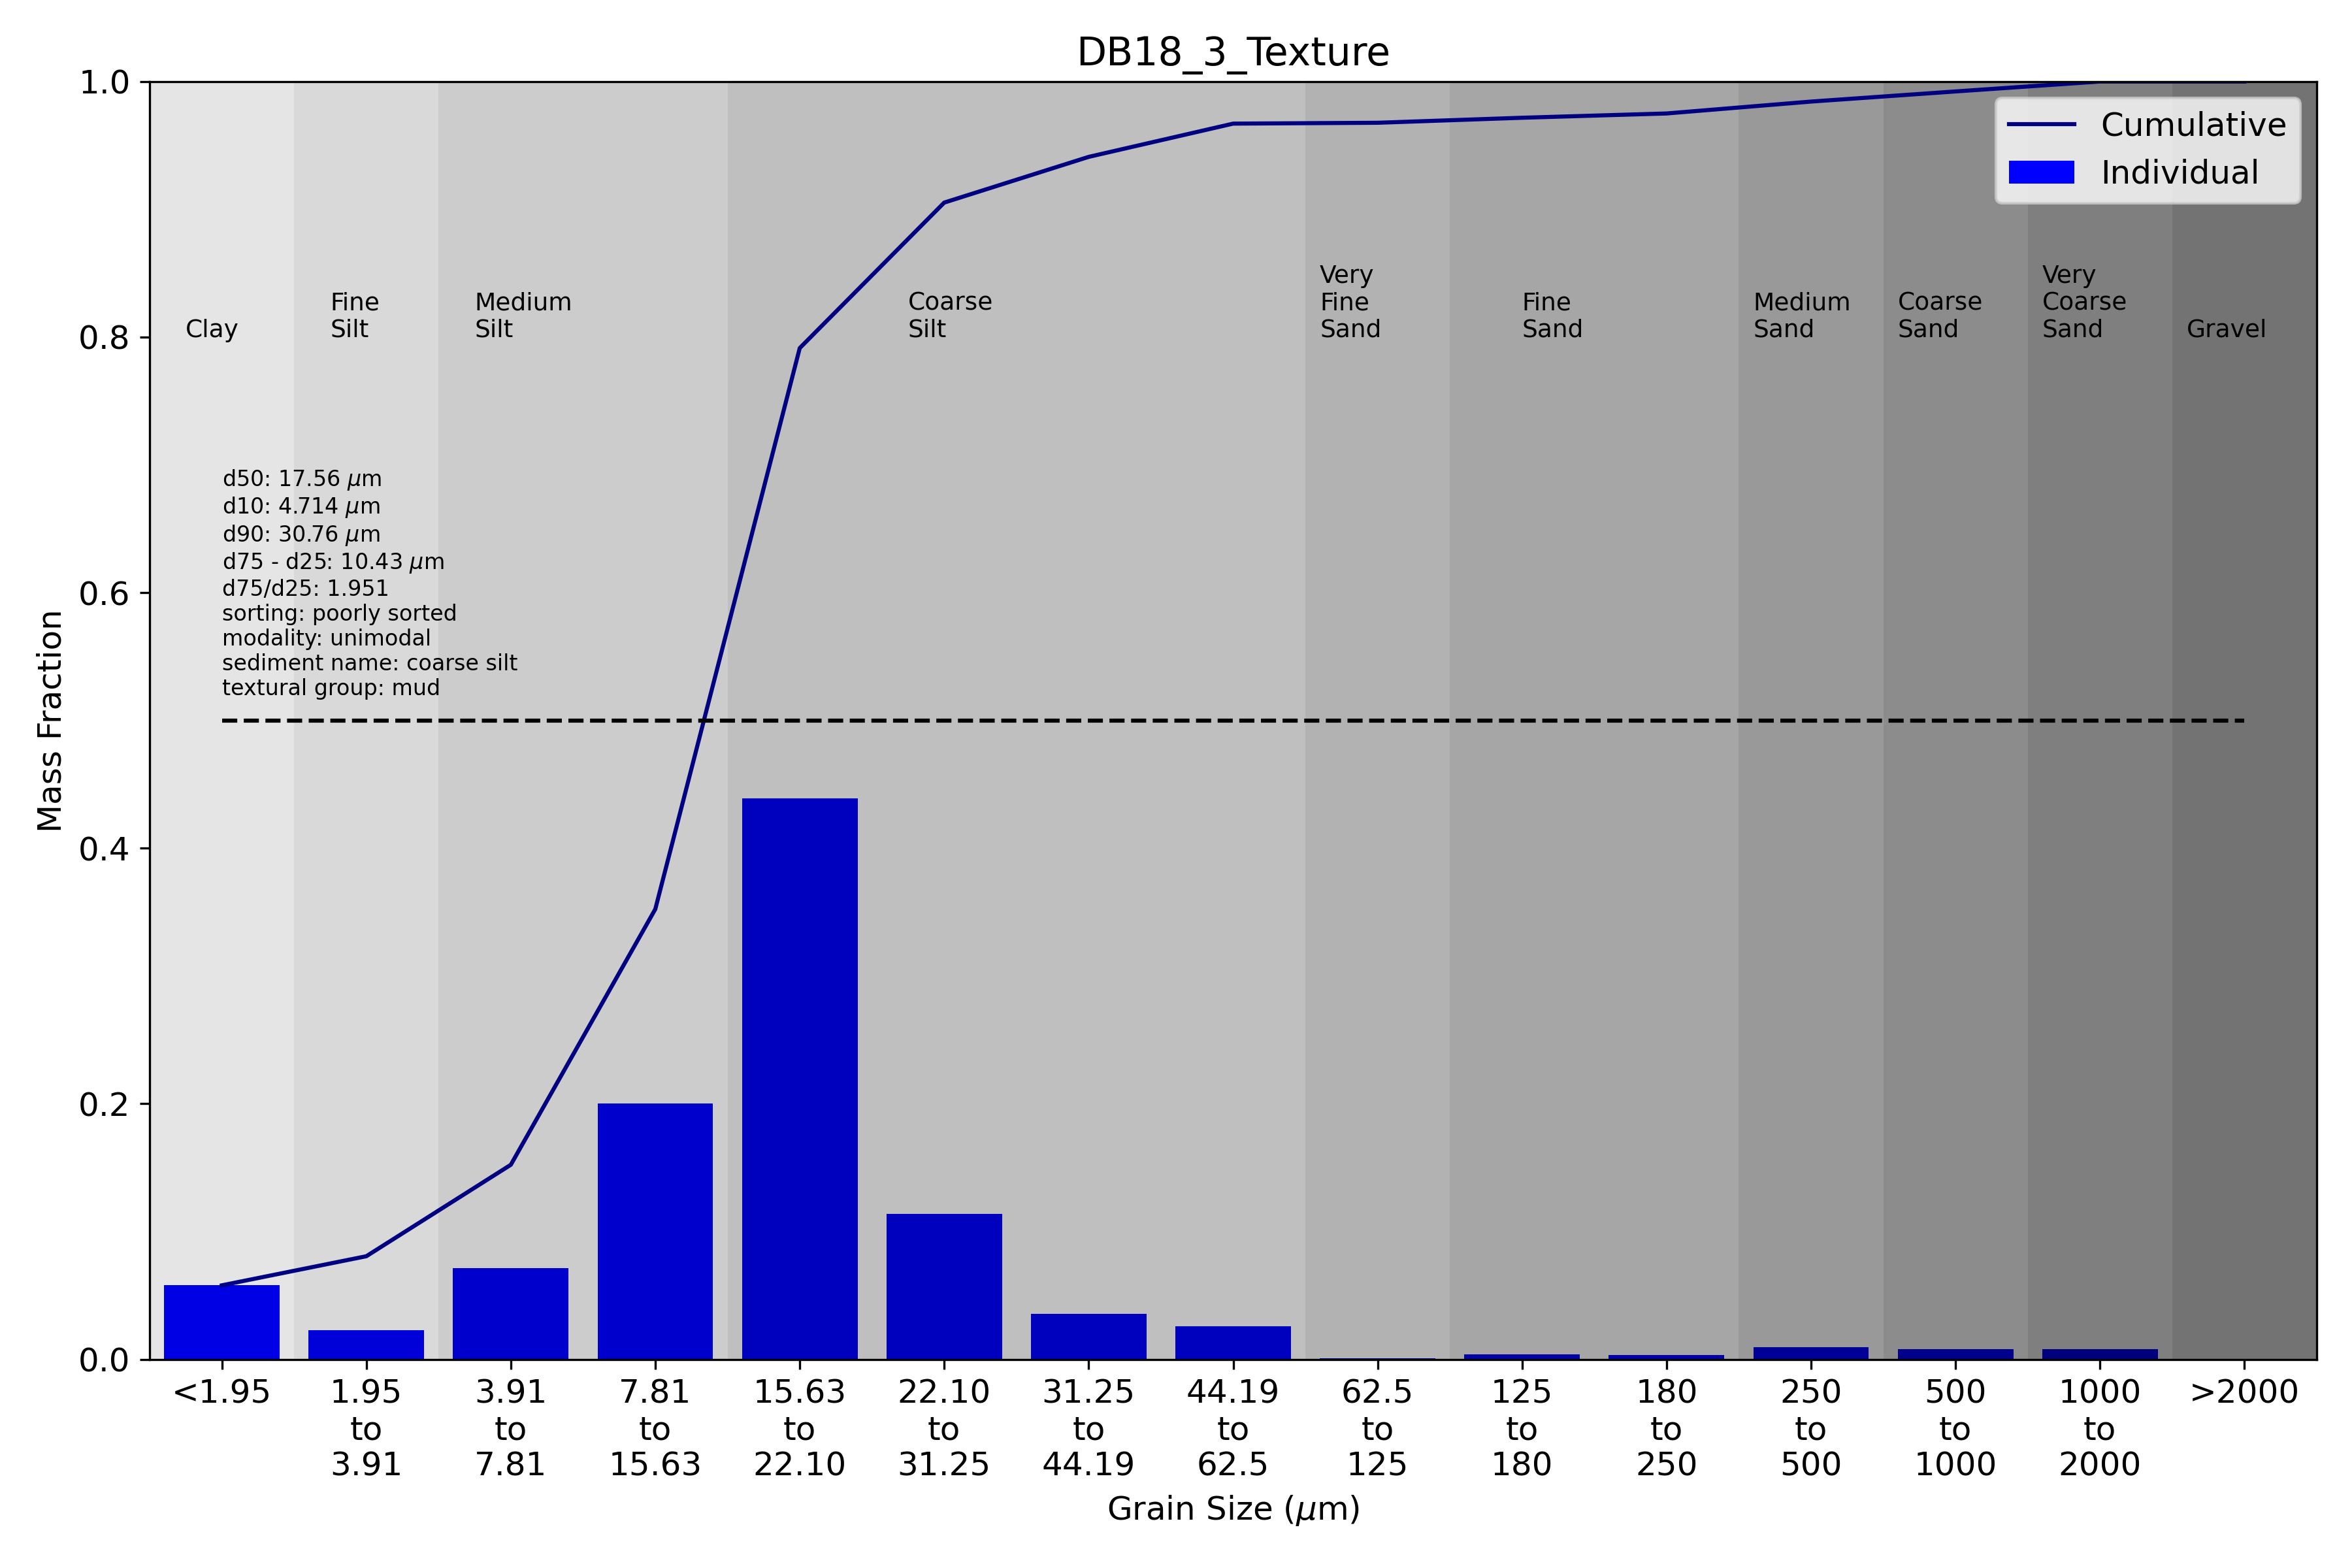 DB18_3_Texture
1.0
0.8
0.6
0.4
0.2
0.0
Mass Fraction
Cumulative
Individual
Clay
Fine
Silt
Medium
Silt
Coarse
Silt
Very
Fine
Sand
Fine
Sand
Medium
Sand
Coarse
Sand
Very
Coarse
Sand
Gravel
d50: 17.56 μm
d10: 4.714 μm
d90: 30.76 μm
d75 - d25: 10.43 μm
d75/d25: 1.951
sorting: poorly sorted
modality: unimodal
sediment name: coarse silt
textural group: mud
<1.95
1.95
to
3.91
3.91
to
7.81
7.81
to
15.63
15.63
to
22.10
22.10
to
31.25
31.25
to
44.19
44.19
to
62.5
62.5
to
125
125
to
180
180
to
250
250
to
500
500
to
1000
1000
to
2000
>2000
Grain Size (μm)